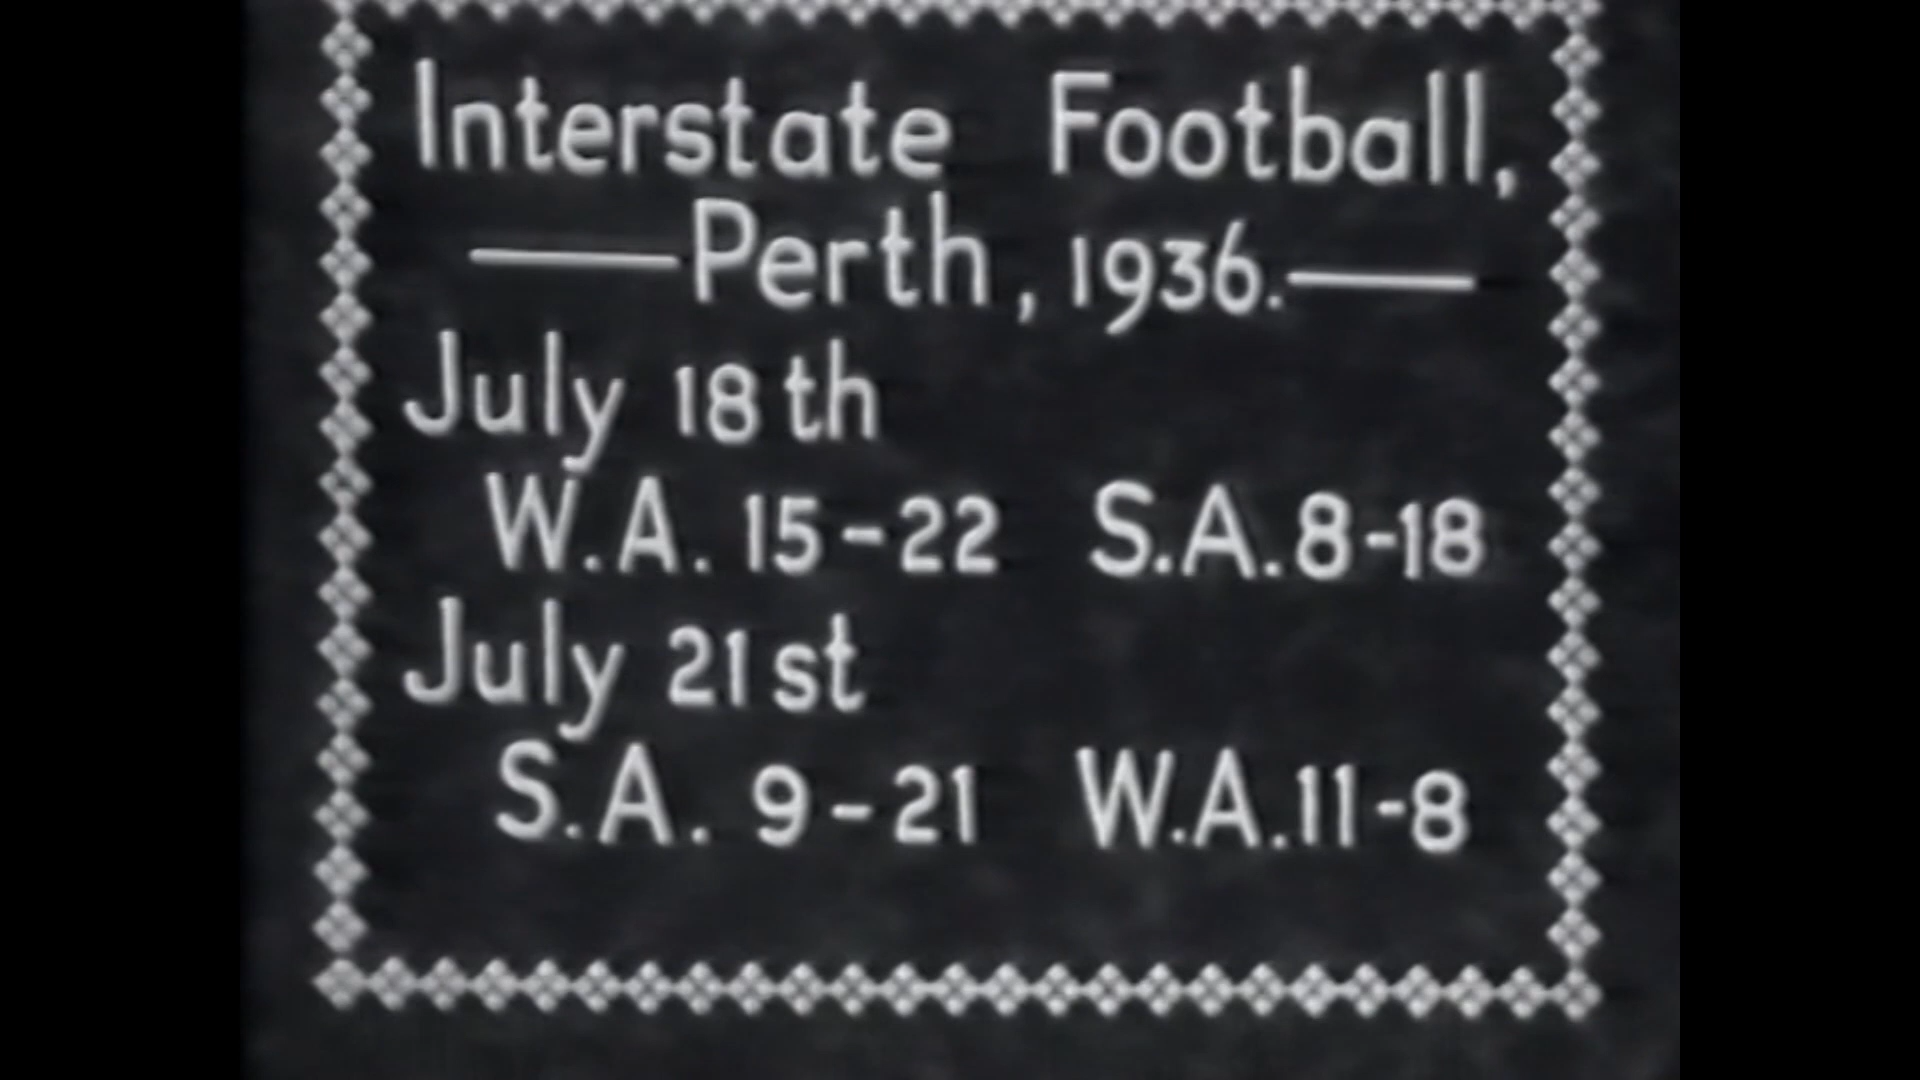 Interstate Football,
—Perth, 1936.—
July 18th
W.A. 15-22 S.A. 8-18
July 21st
S.A. 9-21 W.A. 11-8